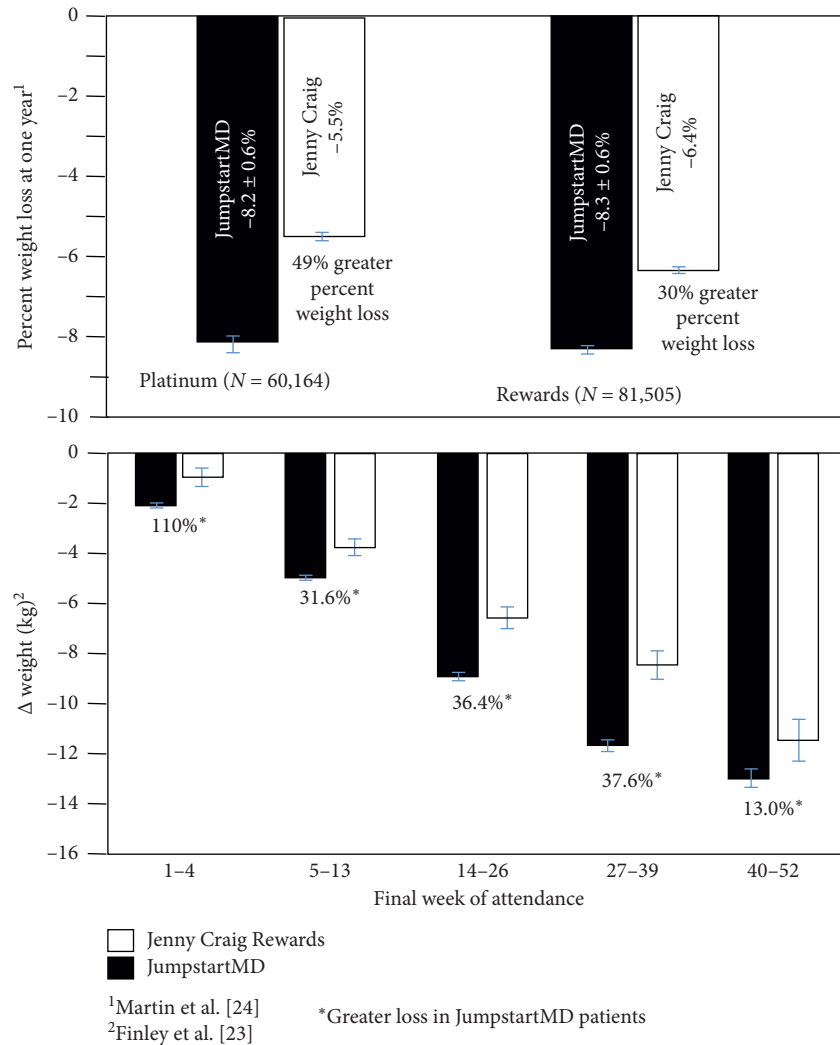 Percent weight loss at one year¹
0
−2
−4
−6
−8
−10
JumpstartMD
−8.2 ± 0.6%
Jenny Craig
−5.5%
49% greater
percent
weight loss
Platinum (N = 60,164)
JumpstartMD
−8.3 ± 0.6%
Jenny Craig
−6.4%
30% greater
percent
weight loss
Rewards (N = 81,505)
Δ weight (kg)²
0
−2
−4
−6
−8
−10
−12
−14
−16
110%*
31.6%*
36.4%*
37.6%*
13.0%*
1–4
5–13
14–26
27–39
40–52
Final week of attendance
Jenny Craig Rewards
JumpstartMD
¹Martin et al. [24]
²Finley et al. [23]
*Greater loss in JumpstartMD patients